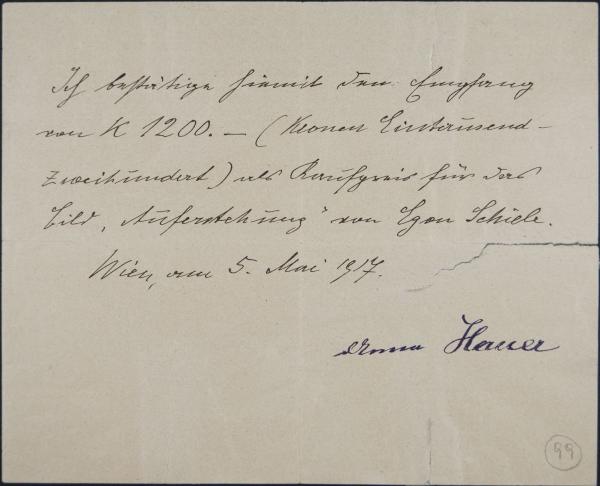 Ich bestätige hiemit den Empfang
von K 1200.— (Kronen Eintausend-
Zweihundert) als Kaufpreis für das
Bild „Auferstehung" von Egon Schiele.
Wien, am 5. Mai 1917.
Hauer
99